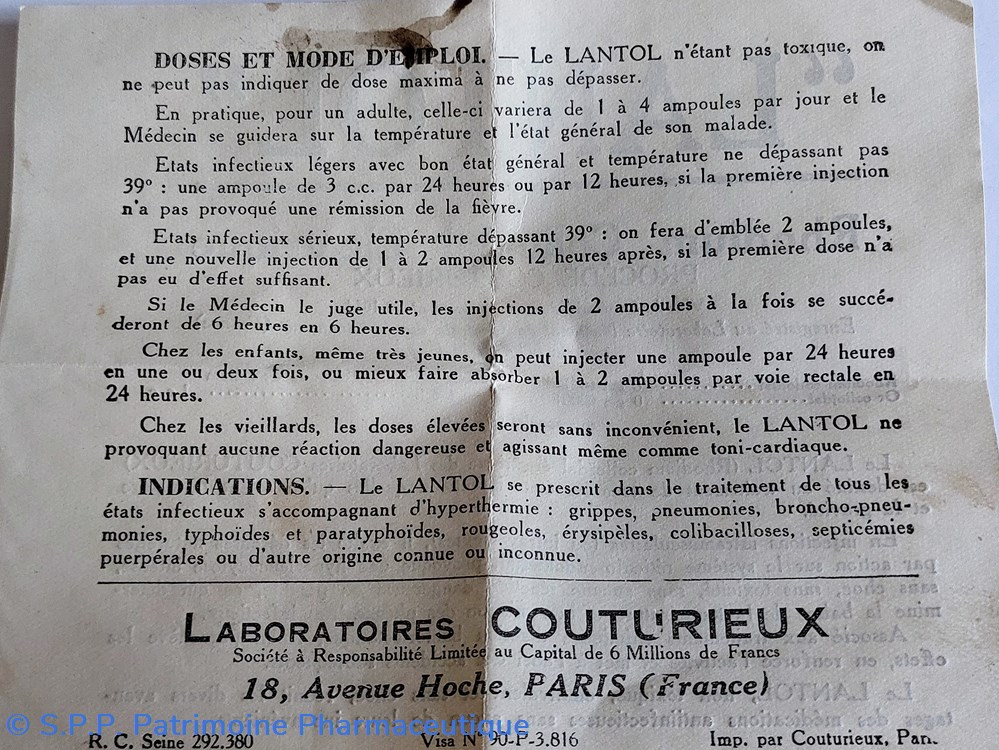 DOSES ET MODE D'EMPLOI. — Le LANTOL n'étant pas toxique, on
ne peut pas indiquer de dose maxima à ne pas dépasser.
En pratique, pour un adulte, celle-ci variera de 1 à 4 ampoules par jour et le
Médecin se guidera sur la température et l'état général de son malade.
Etats infectieux légers avec bon état général et température ne dépassant pas
39° : une ampoule de 3 c.c. par 24 heures ou par 12 heures, si la première injection
n'a pas provoqué une rémission de la fièvre.
Etats infectieux sérieux, température dépassant 39° : on fera d'emblée 2 ampoules,
et une nouvelle injection de 1 à 2 ampoules 12 heures après, si la première dose n'a
pas eu d'effet suffisant.
Si le Médecin le juge utile, les injections de 2 ampoules à la fois se succé-
deront de 6 heures en 6 heures.
Chez les enfants, même très jeunes, on peut injecter une ampoule par 24 heures
en une ou deux fois, ou mieux faire absorber 1 à 2 ampoules par voie rectale en
24 heures.
Chez les vieillards, les doses élevées seront sans inconvénient, le LANTOL ne
provoquant aucune réaction dangereuse et agissant même comme toni-cardiaque.
INDICATIONS. — Le LANTOL se prescrit dans le traitement de tous les
états infectieux s'accompagnant d'hyperthermie : grippes, pneumonies, broncho-pneu-
monies, typhoïdes et paratyphoïdes, rougeoles, érysipèles, colibacilloses, septicémies
puerpérales ou d'autre origine connue ou inconnue.
LABORATOIRES COUTURIEUX
Société à Responsabilité Limitée au Capital de 6 Millions de Francs
18, Avenue Hoche, PARIS (France)
R. C. Seine 292.380 Visa N° 90-P-3.816 Imp. par Couturieux, Paris.
© S.P.P. Patrimoine Pharmaceutique